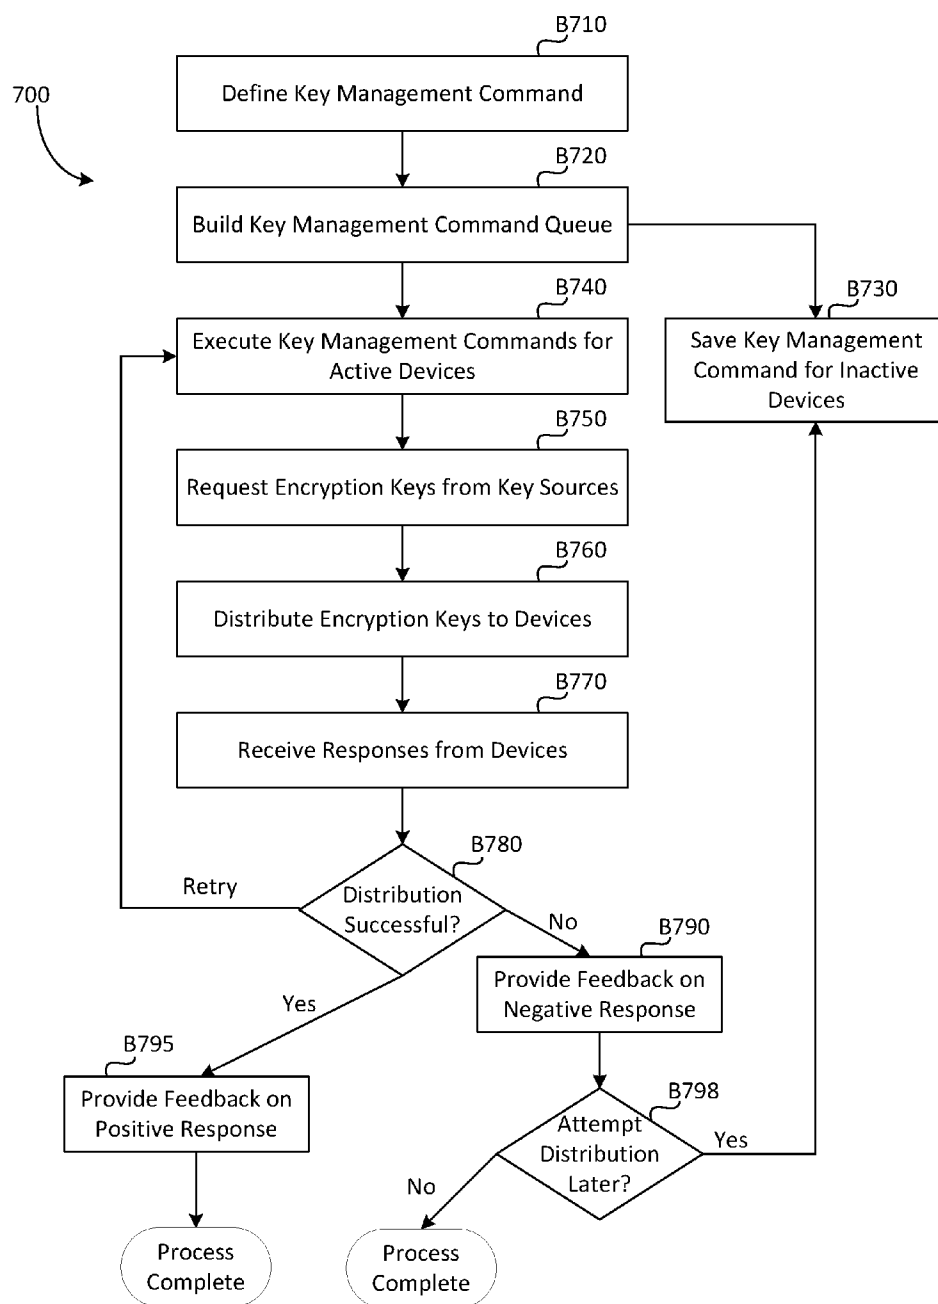 B710
Define Key Management Command
700
B720
Build Key Management Command Queue
B740
Execute Key Management Commands for
Active Devices
B730
Save Key Management
Command for Inactive
Devices
B750
Request Encryption Keys from Key Sources
B760
Distribute Encryption Keys to Devices
B770
Receive Responses from Devices
B780
Distribution
Successful?
Retry
No
Yes
B790
Provide Feedback on
Negative Response
B795
Provide Feedback on
Positive Response
B798
Attempt
Distribution
Later?
Yes
No
Process
Complete
Process
Complete